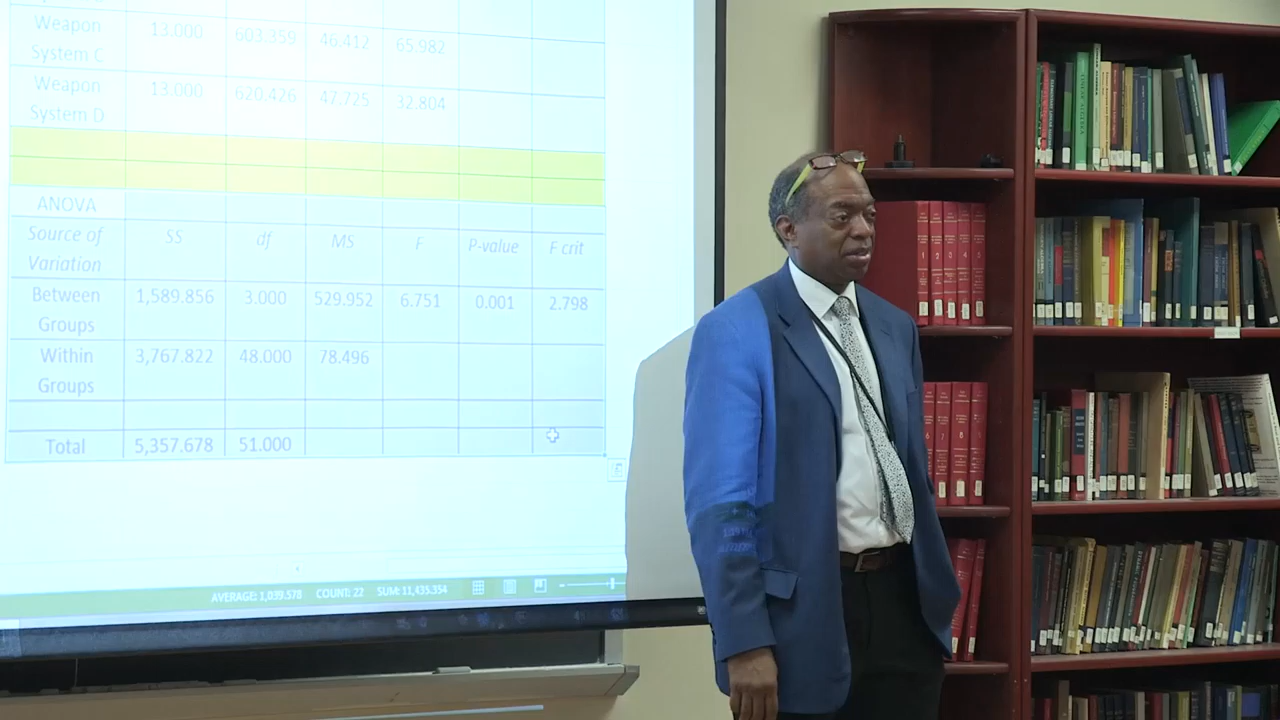 Weapon System C 13.000 603.359 46.412 65.982
Weapon System D 13.000 620.426 47.725 32.804
ANOVA
Source of Variation SS df MS F P-value F crit
Between Groups 1,589.856 3.000 529.952 6.751 0.001 2.798
Within Groups 3,767.822 48.000 78.496
Total 5,357.678 51.000
AVERAGE: 1,039.578 COUNT: 22 SUM: 11,435.354